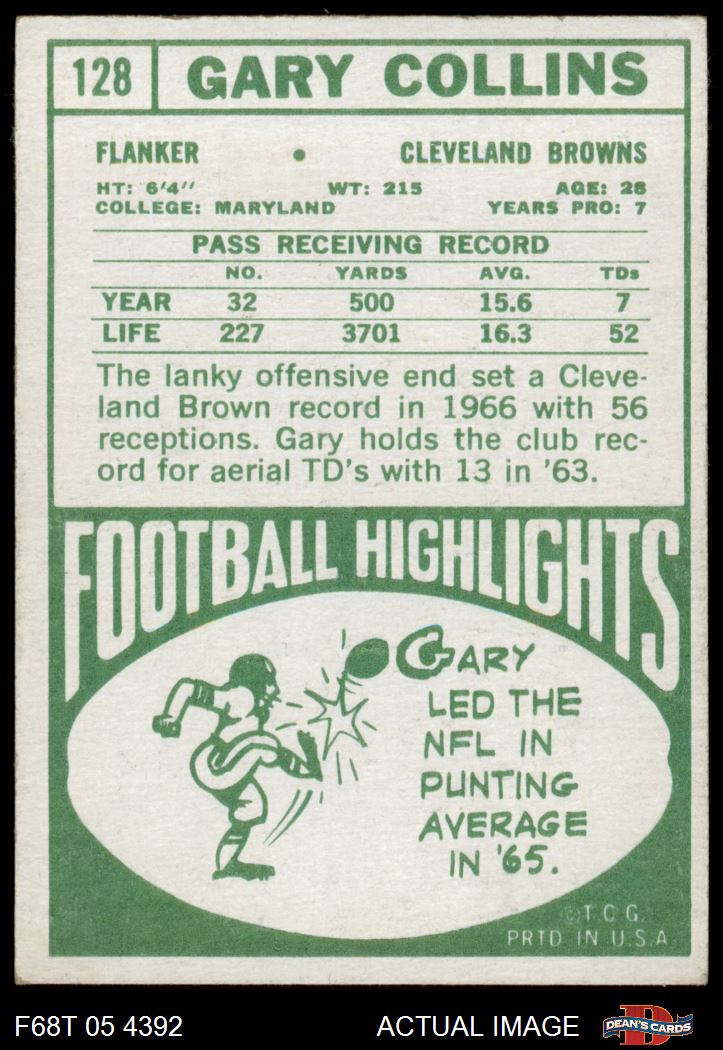 128 GARY COLLINS
FLANKER • CLEVELAND BROWNS
HT: 6'4" WT: 215 AGE: 28
COLLEGE: MARYLAND YEARS PRO: 7
PASS RECEIVING RECORD
NO. YARDS AVG. TDs
YEAR 32 500 15.6 7
LIFE 227 3701 16.3 52
The lanky offensive end set a Cleve-
land Brown record in 1966 with 56
receptions. Gary holds the club rec-
ord for aerial TD's with 13 in '63.
FOOTBALL HIGHLIGHTS
GARY
LED THE
NFL IN
PUNTING
AVERAGE
IN '65.
©T.C.G.
PRTD IN U.S.A.
F68T 05 4392 ACTUAL IMAGE D DEAN'S CARDS